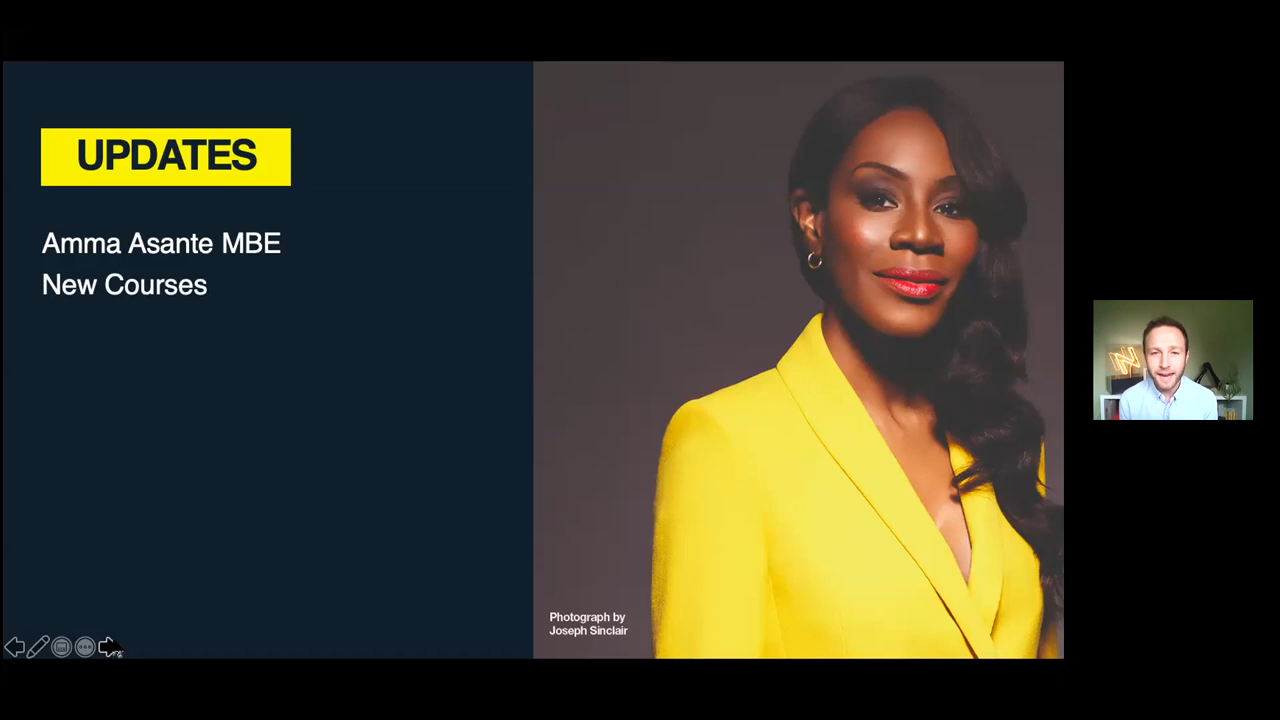 UPDATES
Amma Asante MBE
New Courses
Photograph by
Joseph Sinclair